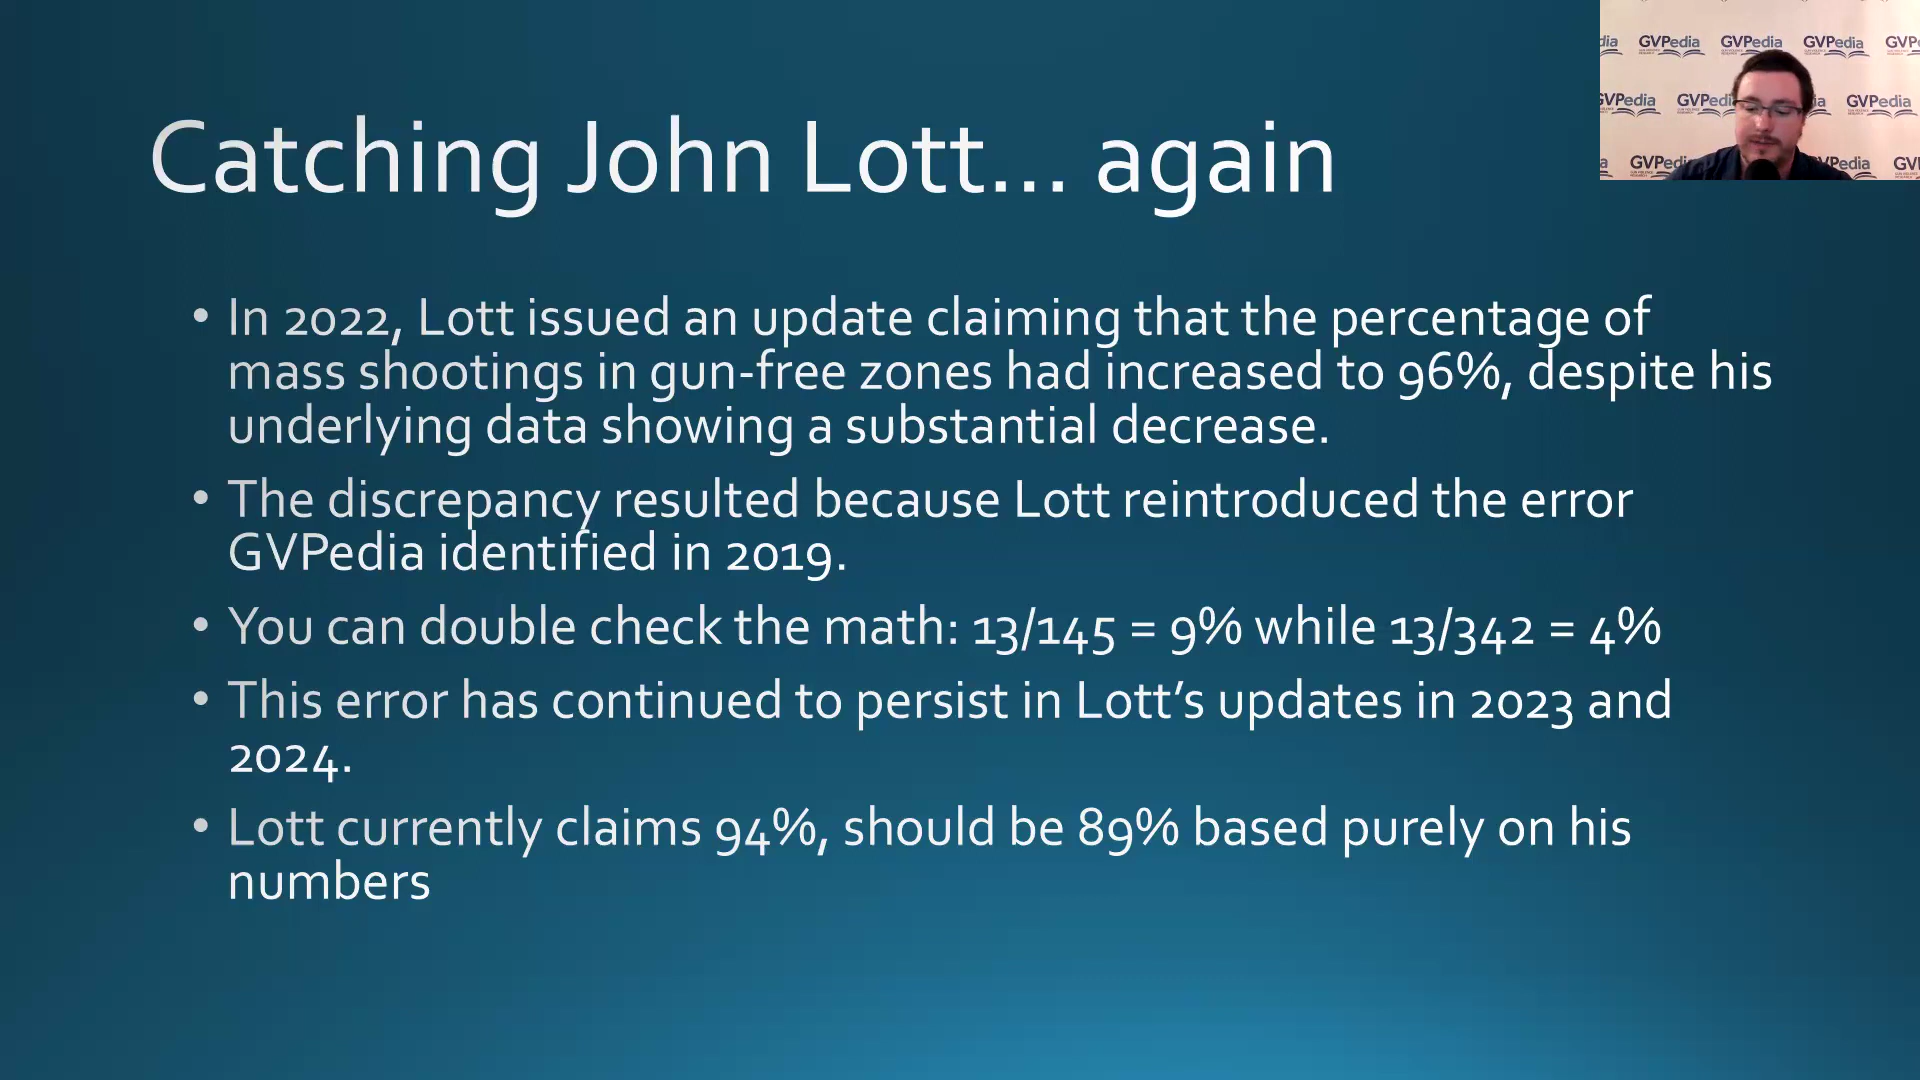 Catching John Lott... again
• In 2022, Lott issued an update claiming that the percentage of
mass shootings in gun-free zones had increased to 96%, despite his
underlying data showing a substantial decrease.
• The discrepancy resulted because Lott reintroduced the error
GVPedia identified in 2019.
• You can double check the math: 13/145 = 9% while 13/342 = 4%
• This error has continued to persist in Lott’s updates in 2023 and
2024.
• Lott currently claims 94%, should be 89% based purely on his
numbers
GVPedia GVPedia GVPedia
GVPedia GVPedia
GVPedia